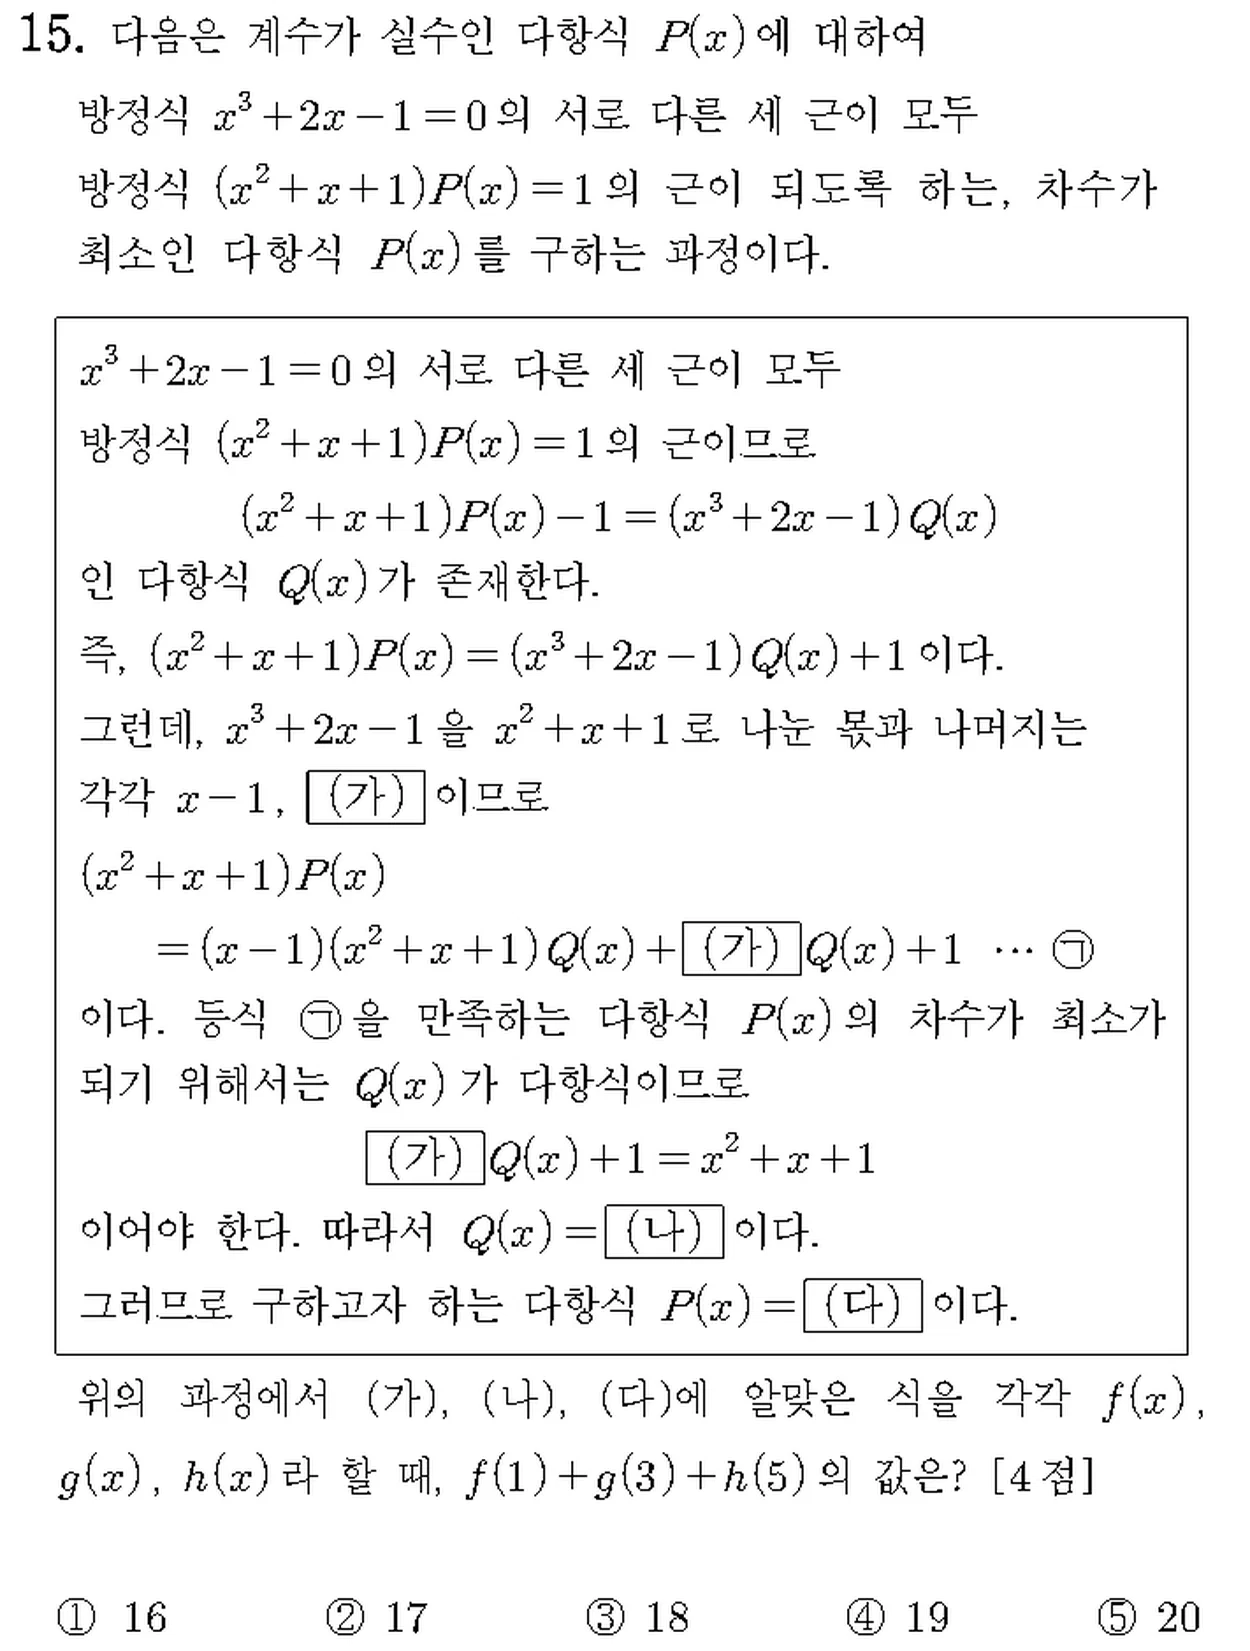 15. 다음은 계수가 실수인 다항식 P(x)에 대하여
방정식 x³+2x-1=0의 서로 다른 세 근이 모두
방정식 (x²+x+1)P(x)=1의 근이 되도록 하는, 차수가
최소인 다항식 P(x)를 구하는 과정이다.
x³+2x-1=0의 서로 다른 세 근이 모두
방정식 (x²+x+1)P(x)=1의 근이므로
(x²+x+1)P(x)-1=(x³+2x-1)Q(x)
인 다항식 Q(x)가 존재한다.
즉, (x²+x+1)P(x)=(x³+2x-1)Q(x)+1이다.
그런데, x³+2x-1을 x²+x+1로 나눈 몫과 나머지는
각각 x-1, (가) 이므로
(x²+x+1)P(x)
=(x-1)(x²+x+1)Q(x)+ (가) Q(x)+1 … ㉠
이다. 등식 ㉠을 만족하는 다항식 P(x)의 차수가 최소가
되기 위해서는 Q(x)가 다항식이므로
(가) Q(x)+1=x²+x+1
이어야 한다. 따라서 Q(x)= (나) 이다.
그러므로 구하고자 하는 다항식 P(x)= (다) 이다.
위의 과정에서 (가), (나), (다)에 알맞은 식을 각각 f(x),
g(x), h(x)라 할 때, f(1)+g(3)+h(5)의 값은? [4점]
① 16 ② 17 ③ 18 ④ 19 ⑤ 20